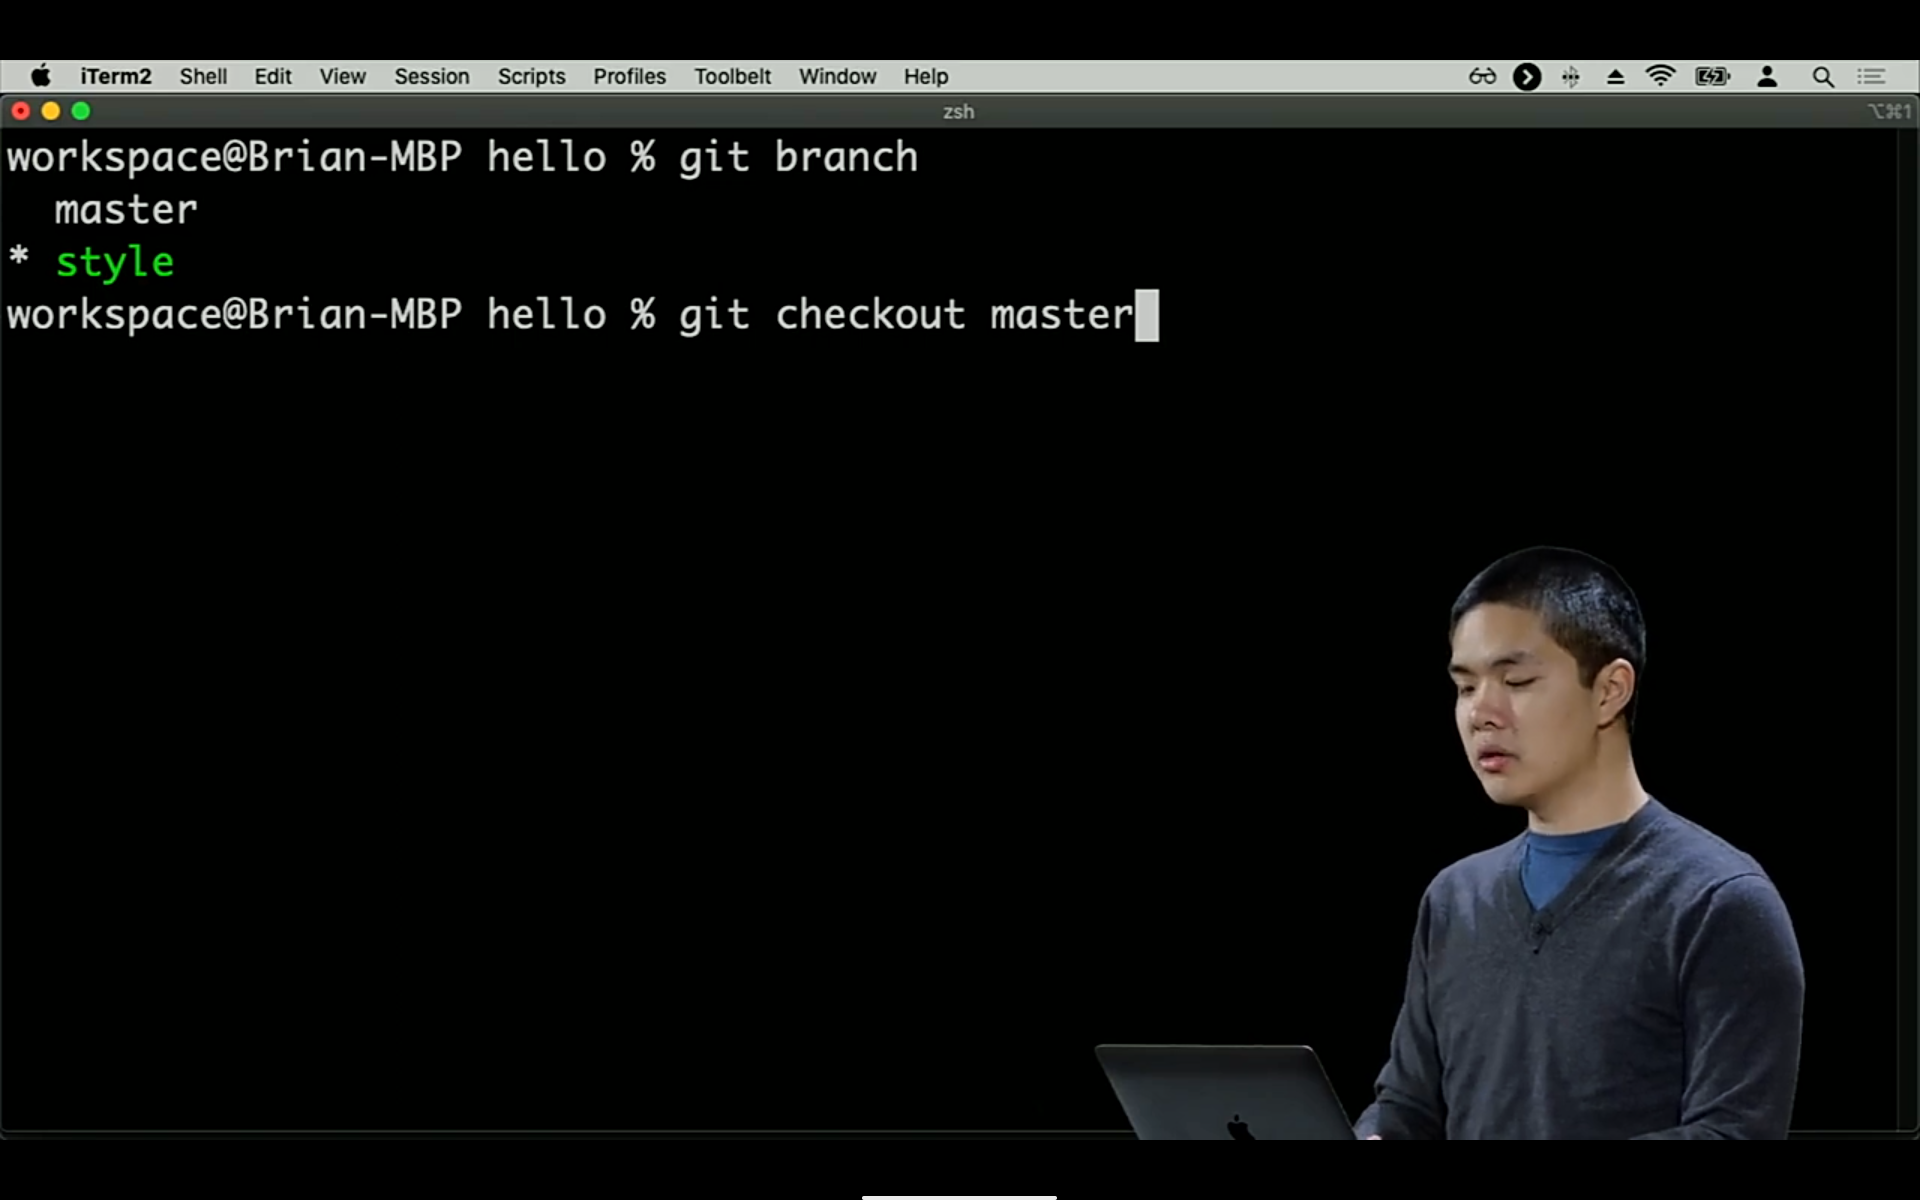 iTerm2 Shell Edit View Session Scripts Profiles Toolbelt Window Help
zsh ⌥⌘1
workspace@Brian-MBP hello % git branch
master
* style
workspace@Brian-MBP hello % git checkout master